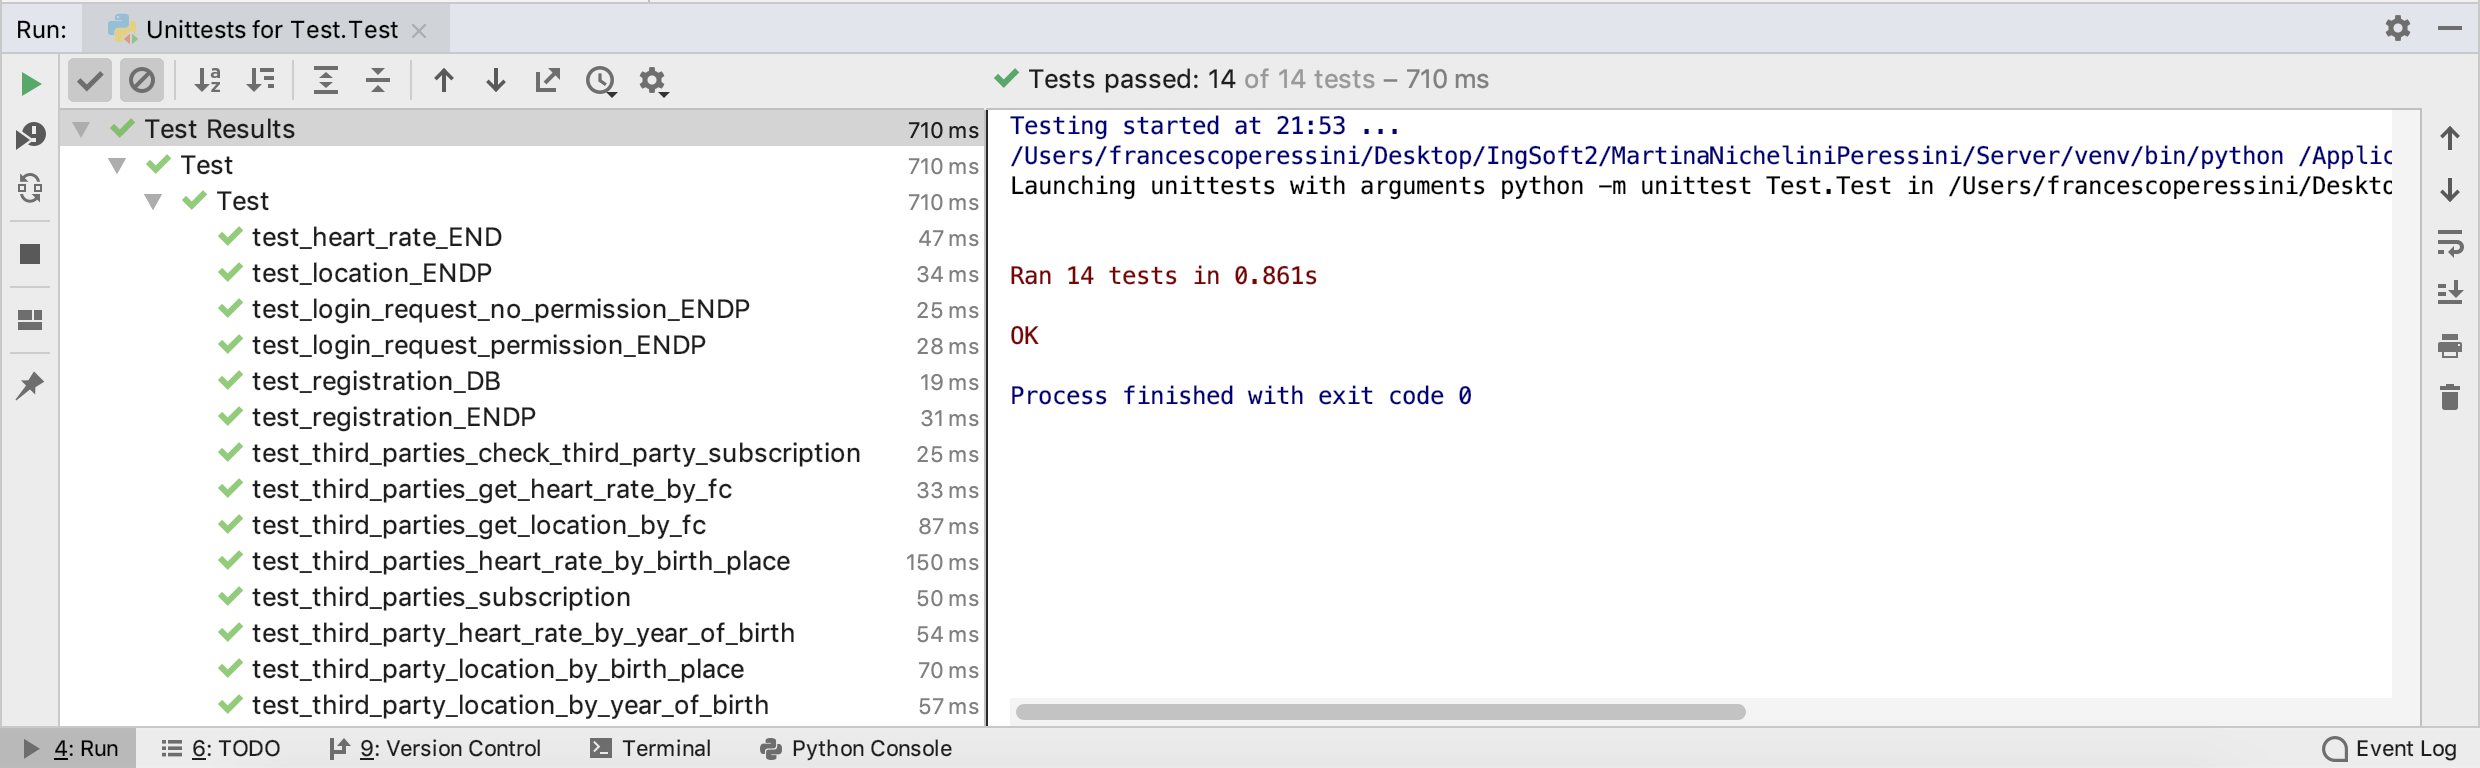 Run: Unittests for Test.Test
Tests passed: 14 of 14 tests – 710 ms
Test Results 710 ms
Test 710 ms
Test 710 ms
test_heart_rate_END 47 ms
test_location_ENDP 34 ms
test_login_request_no_permission_ENDP 25 ms
test_login_request_permission_ENDP 28 ms
test_registration_DB 19 ms
test_registration_ENDP 31 ms
test_third_parties_check_third_party_subscription 25 ms
test_third_parties_get_heart_rate_by_fc 33 ms
test_third_parties_get_location_by_fc 87 ms
test_third_parties_heart_rate_by_birth_place 150 ms
test_third_parties_subscription 50 ms
test_third_party_heart_rate_by_year_of_birth 54 ms
test_third_party_location_by_birth_place 70 ms
test_third_party_location_by_year_of_birth 57 ms
Testing started at 21:53 ...
/Users/francescoperessini/Desktop/IngSoft2/MartinaNicheliniPeressini/Server/venv/bin/python /Applic
Launching unittests with arguments python -m unittest Test.Test in /Users/francescoperessini/Deskto
Ran 14 tests in 0.861s
OK
Process finished with exit code 0
4: Run 6: TODO 9: Version Control Terminal Python Console Event Log